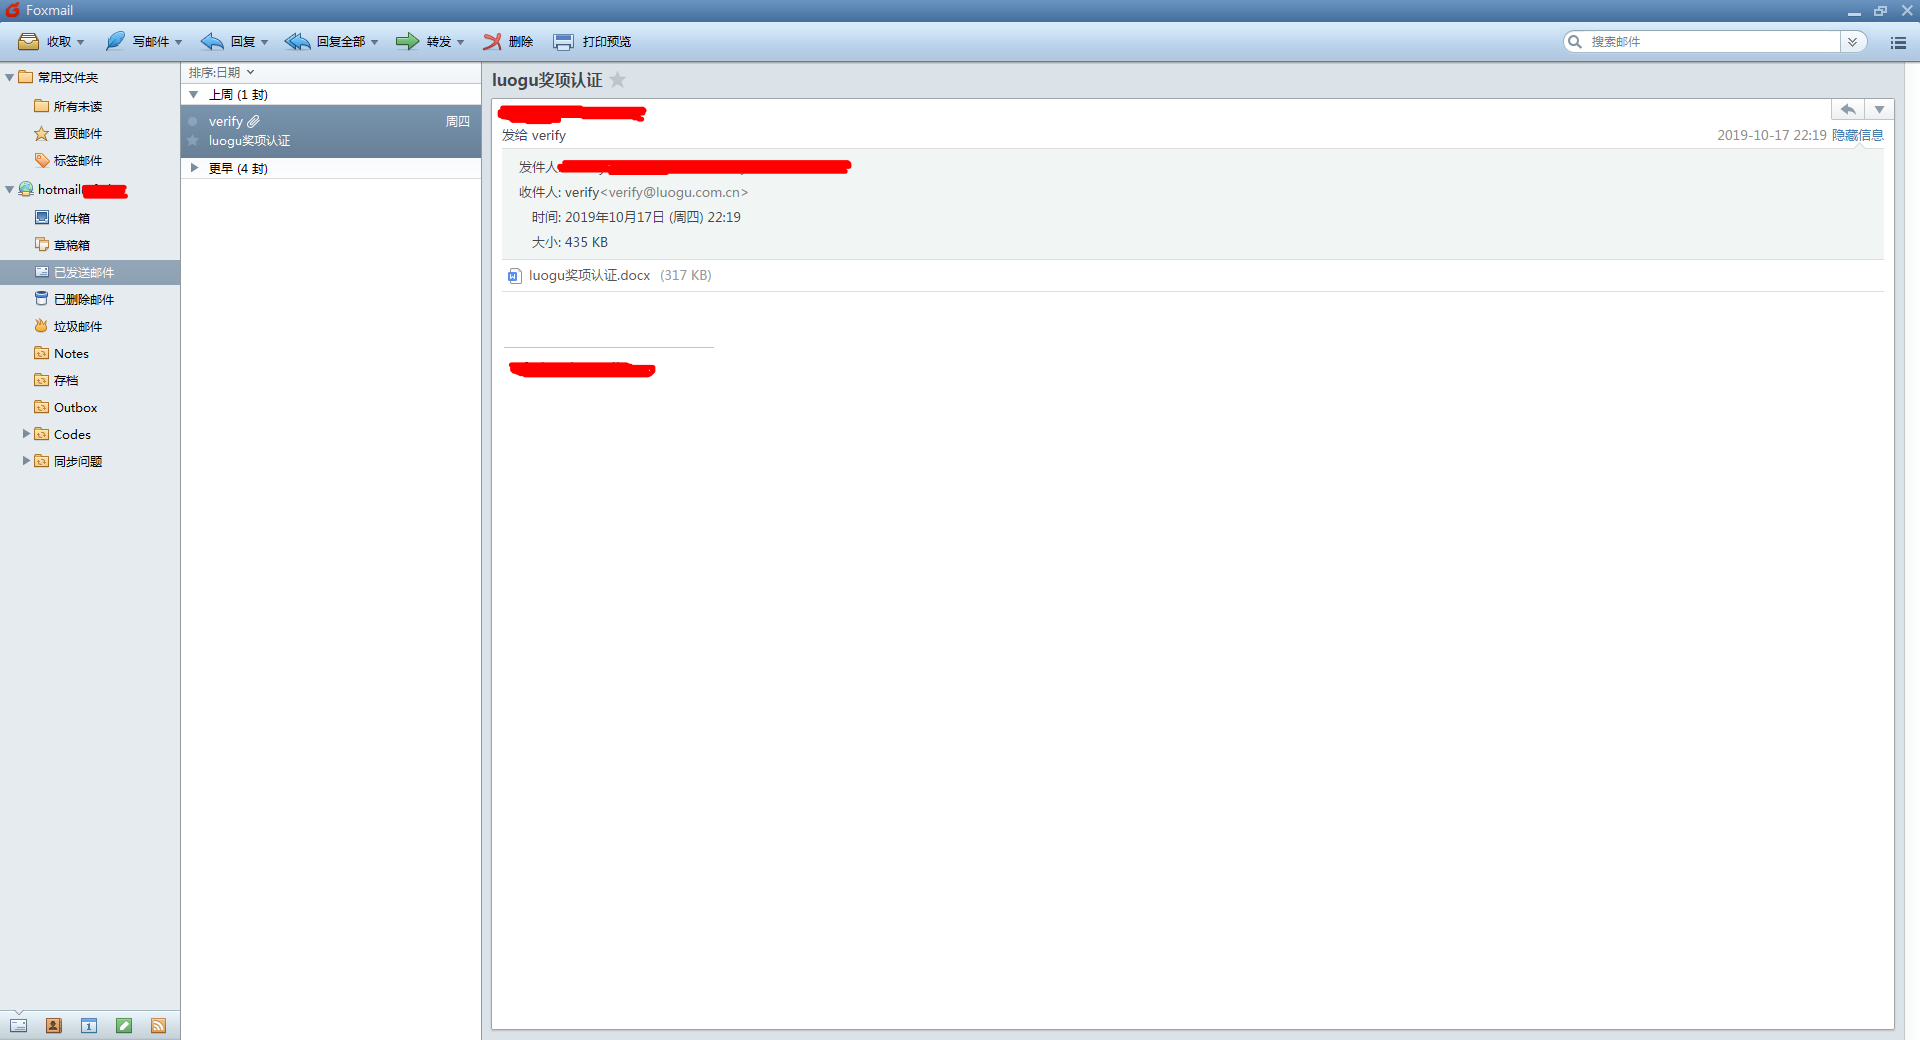 Foxmail
收取 写邮件 回复 回复全部 转发 删除 打印预览 搜索邮件
常用文件夹
所有未读
置顶邮件
标签邮件
hotmail
收件箱
草稿箱
已发送邮件
已删除邮件
垃圾邮件
Notes
存档
Outbox
Codes
同步问题
排序:日期
上周 (1 封)
verify 周四
luogu奖项认证
更早 (4 封)
luogu奖项认证
发给 verify 2019-10-17 22:19 隐藏信息
发件人
收件人: verify<verify@luogu.com.cn>
时间: 2019年10月17日 (周四) 22:19
大小: 435 KB
luogu奖项认证.docx (317 KB)